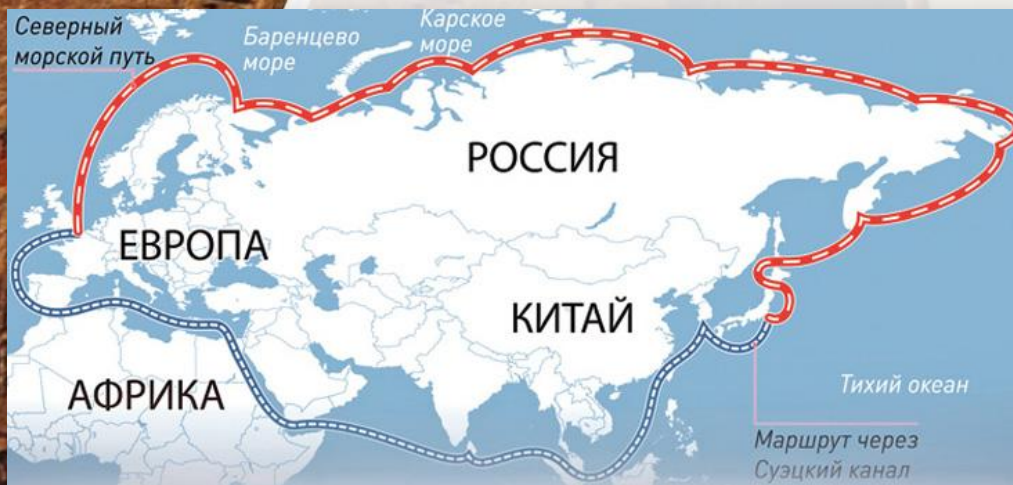 Северный
морской путь
Баренцево
море
Карское
море
РОССИЯ
ЕВРОПА
КИТАЙ
АФРИКА
Тихий океан
Маршрут через
Суэцкий канал